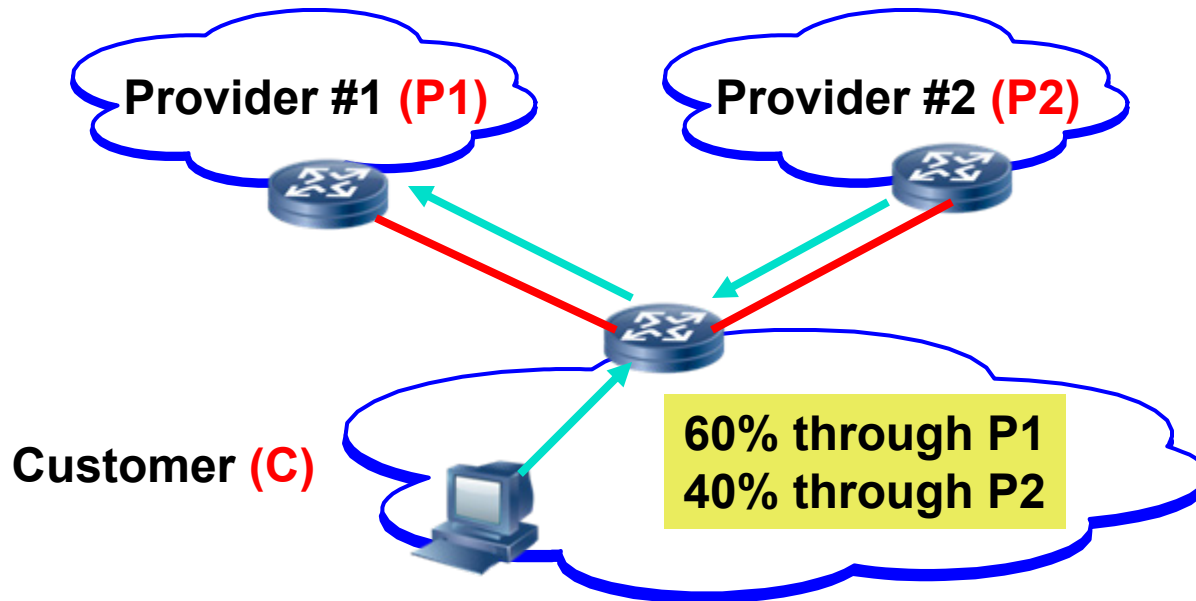 Provider #1 (P1)
Provider #2 (P2)
Customer (C)
60% through P1
40% through P2